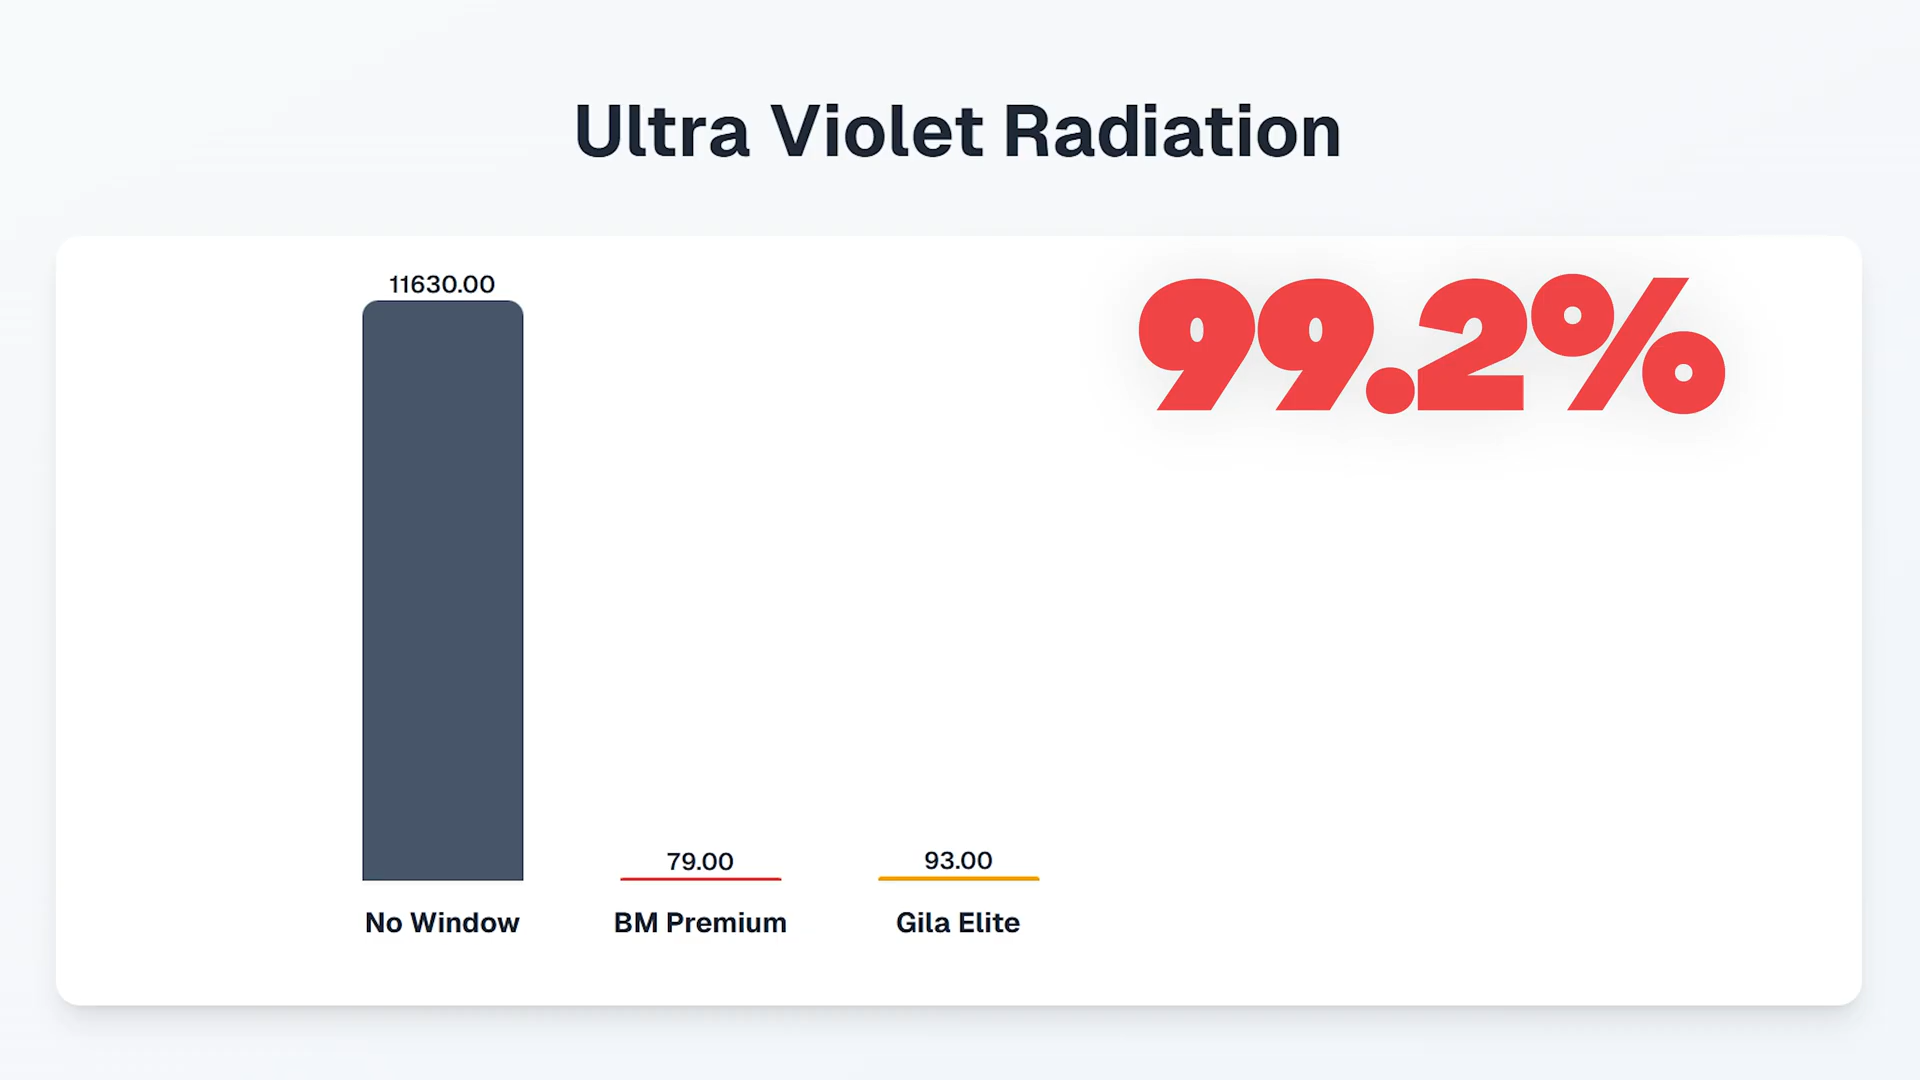 Ultra Violet Radiation
99.2%
11630.00
79.00
93.00
No Window
BM Premium
Gila Elite